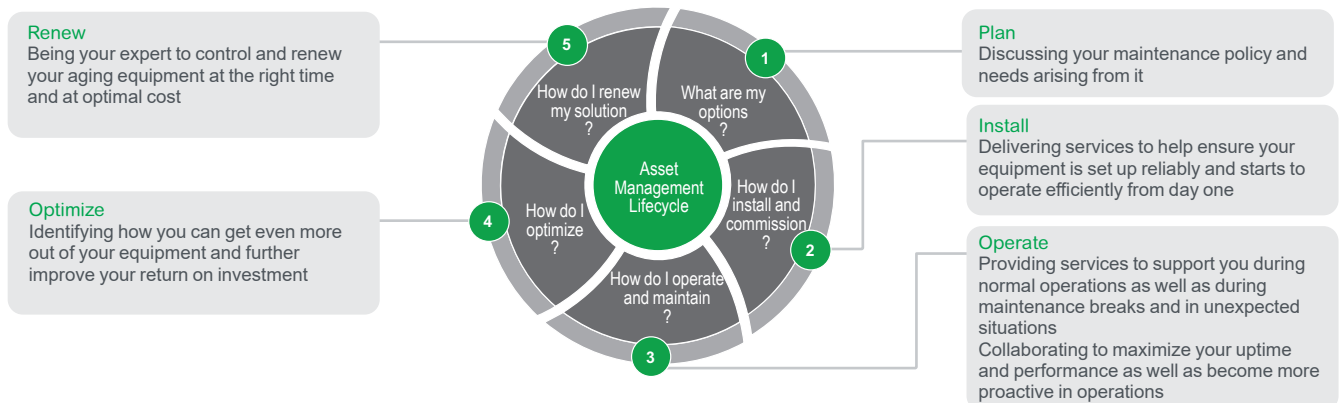 Renew
Being your expert to control and renew
your aging equipment at the right time
and at optimal cost
Optimize
Identifying how you can get even more
out of your equipment and further
improve your return on investment
5
How do I renew
my solution
?
1
What are my
options
?
Asset
Management
Lifecycle
4
How do I
optimize?
How do I
install and
commission
?
2
How do I operate
and maintain
?
3
Plan
Discussing your maintenance policy and
needs arising from it
Install
Delivering services to help ensure your
equipment is set up reliably and starts to
operate efficiently from day one
Operate
Providing services to support you during
normal operations as well as during
maintenance breaks and in unexpected
situations
Collaborating to maximize your uptime
and performance as well as become more
proactive in operations